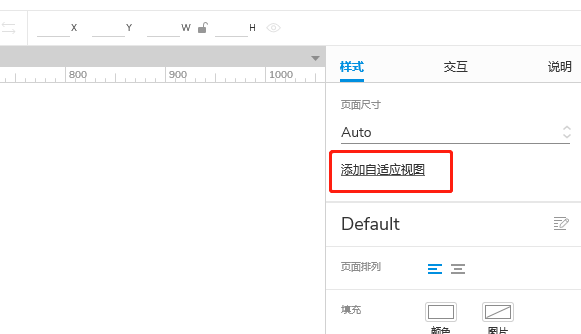 X Y W H
800 900 1000
样式 交互 说明
页面尺寸
Auto
添加自适应视图
Default
页面排列
填充
颜色 图片